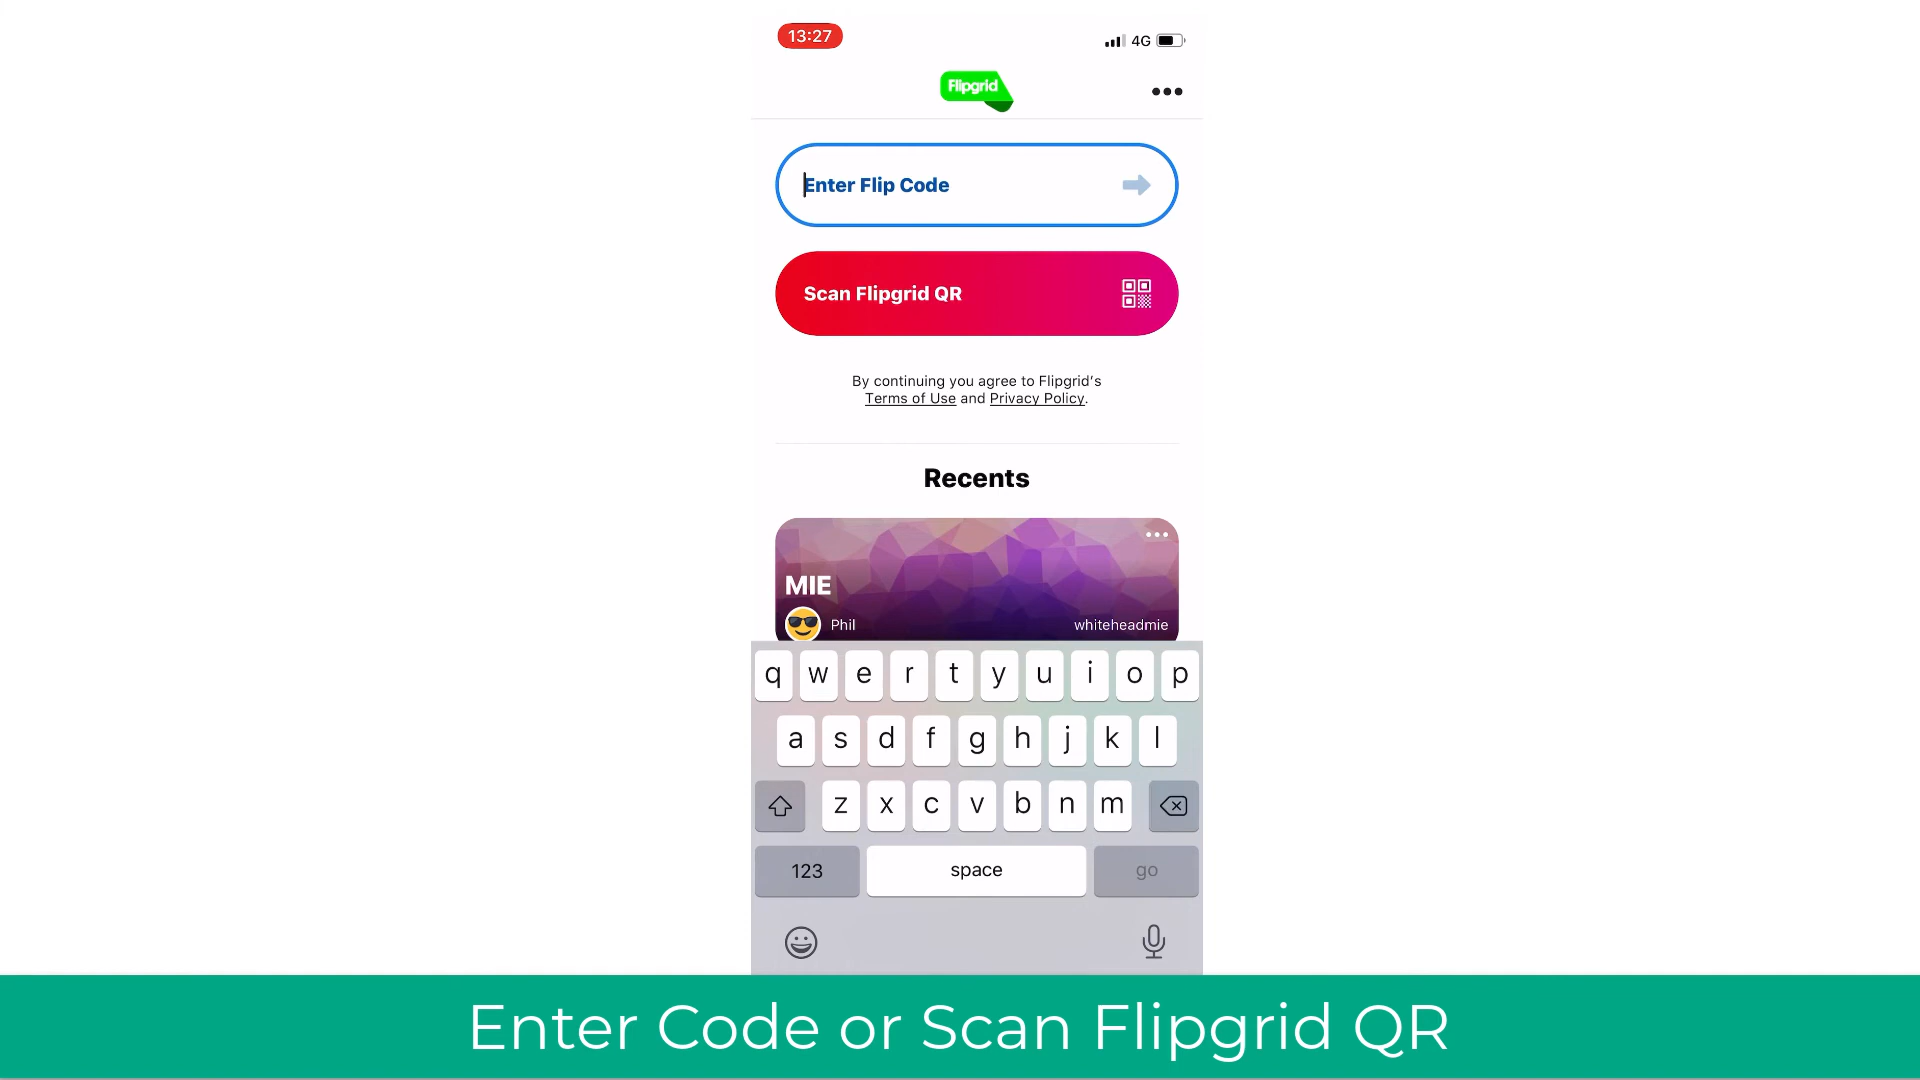 13:27
4G
Flipgrid
Enter Flip Code
Scan Flipgrid QR
By continuing you agree to Flipgrid's
Terms of Use and Privacy Policy.
Recents
MIE
Phil
whiteheadmie
q w e r t y u i o p
a s d f g h j k l
z x c v b n m
123
space
go
Enter Code or Scan Flipgrid QR